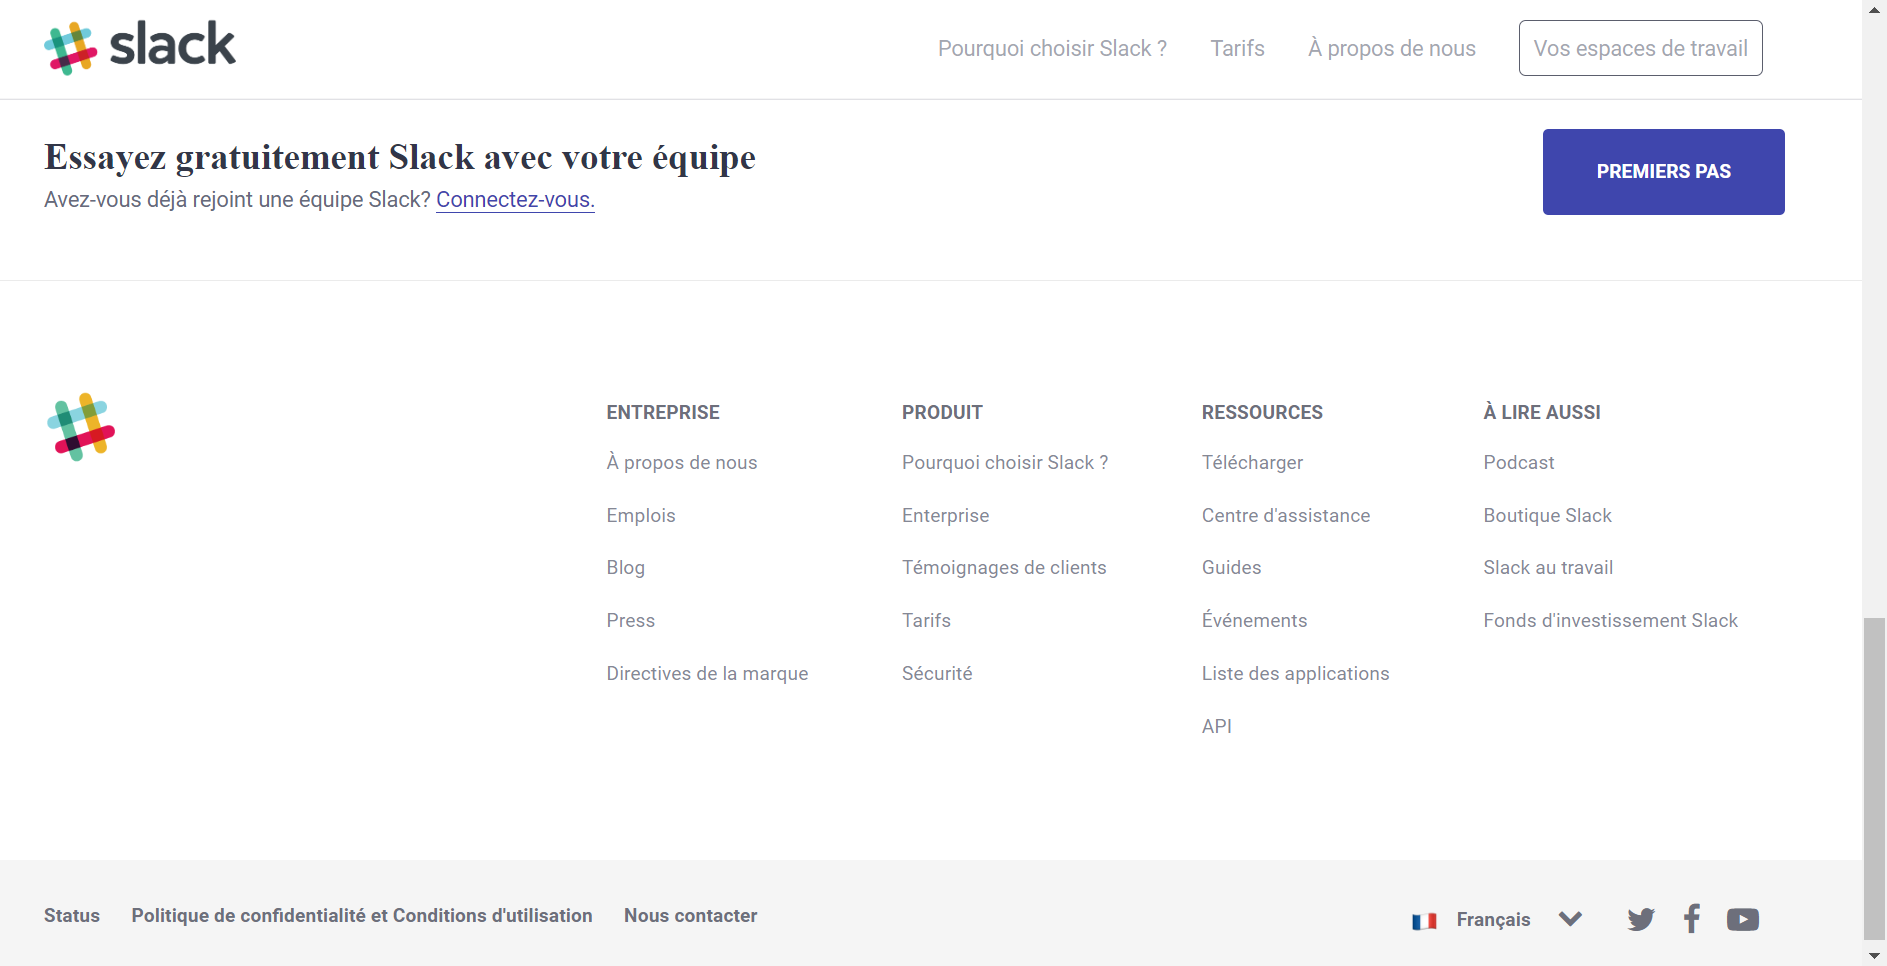 slack
Pourquoi choisir Slack ?
Tarifs
À propos de nous
Vos espaces de travail
Essayez gratuitement Slack avec votre équipe
Avez-vous déjà rejoint une équipe Slack? Connectez-vous.
PREMIERS PAS
ENTREPRISE
À propos de nous
Emplois
Blog
Press
Directives de la marque
PRODUIT
Pourquoi choisir Slack ?
Enterprise
Témoignages de clients
Tarifs
Sécurité
RESSOURCES
Télécharger
Centre d'assistance
Guides
Événements
Liste des applications
API
À LIRE AUSSI
Podcast
Boutique Slack
Slack au travail
Fonds d'investissement Slack
Status
Politique de confidentialité et Conditions d'utilisation
Nous contacter
Français